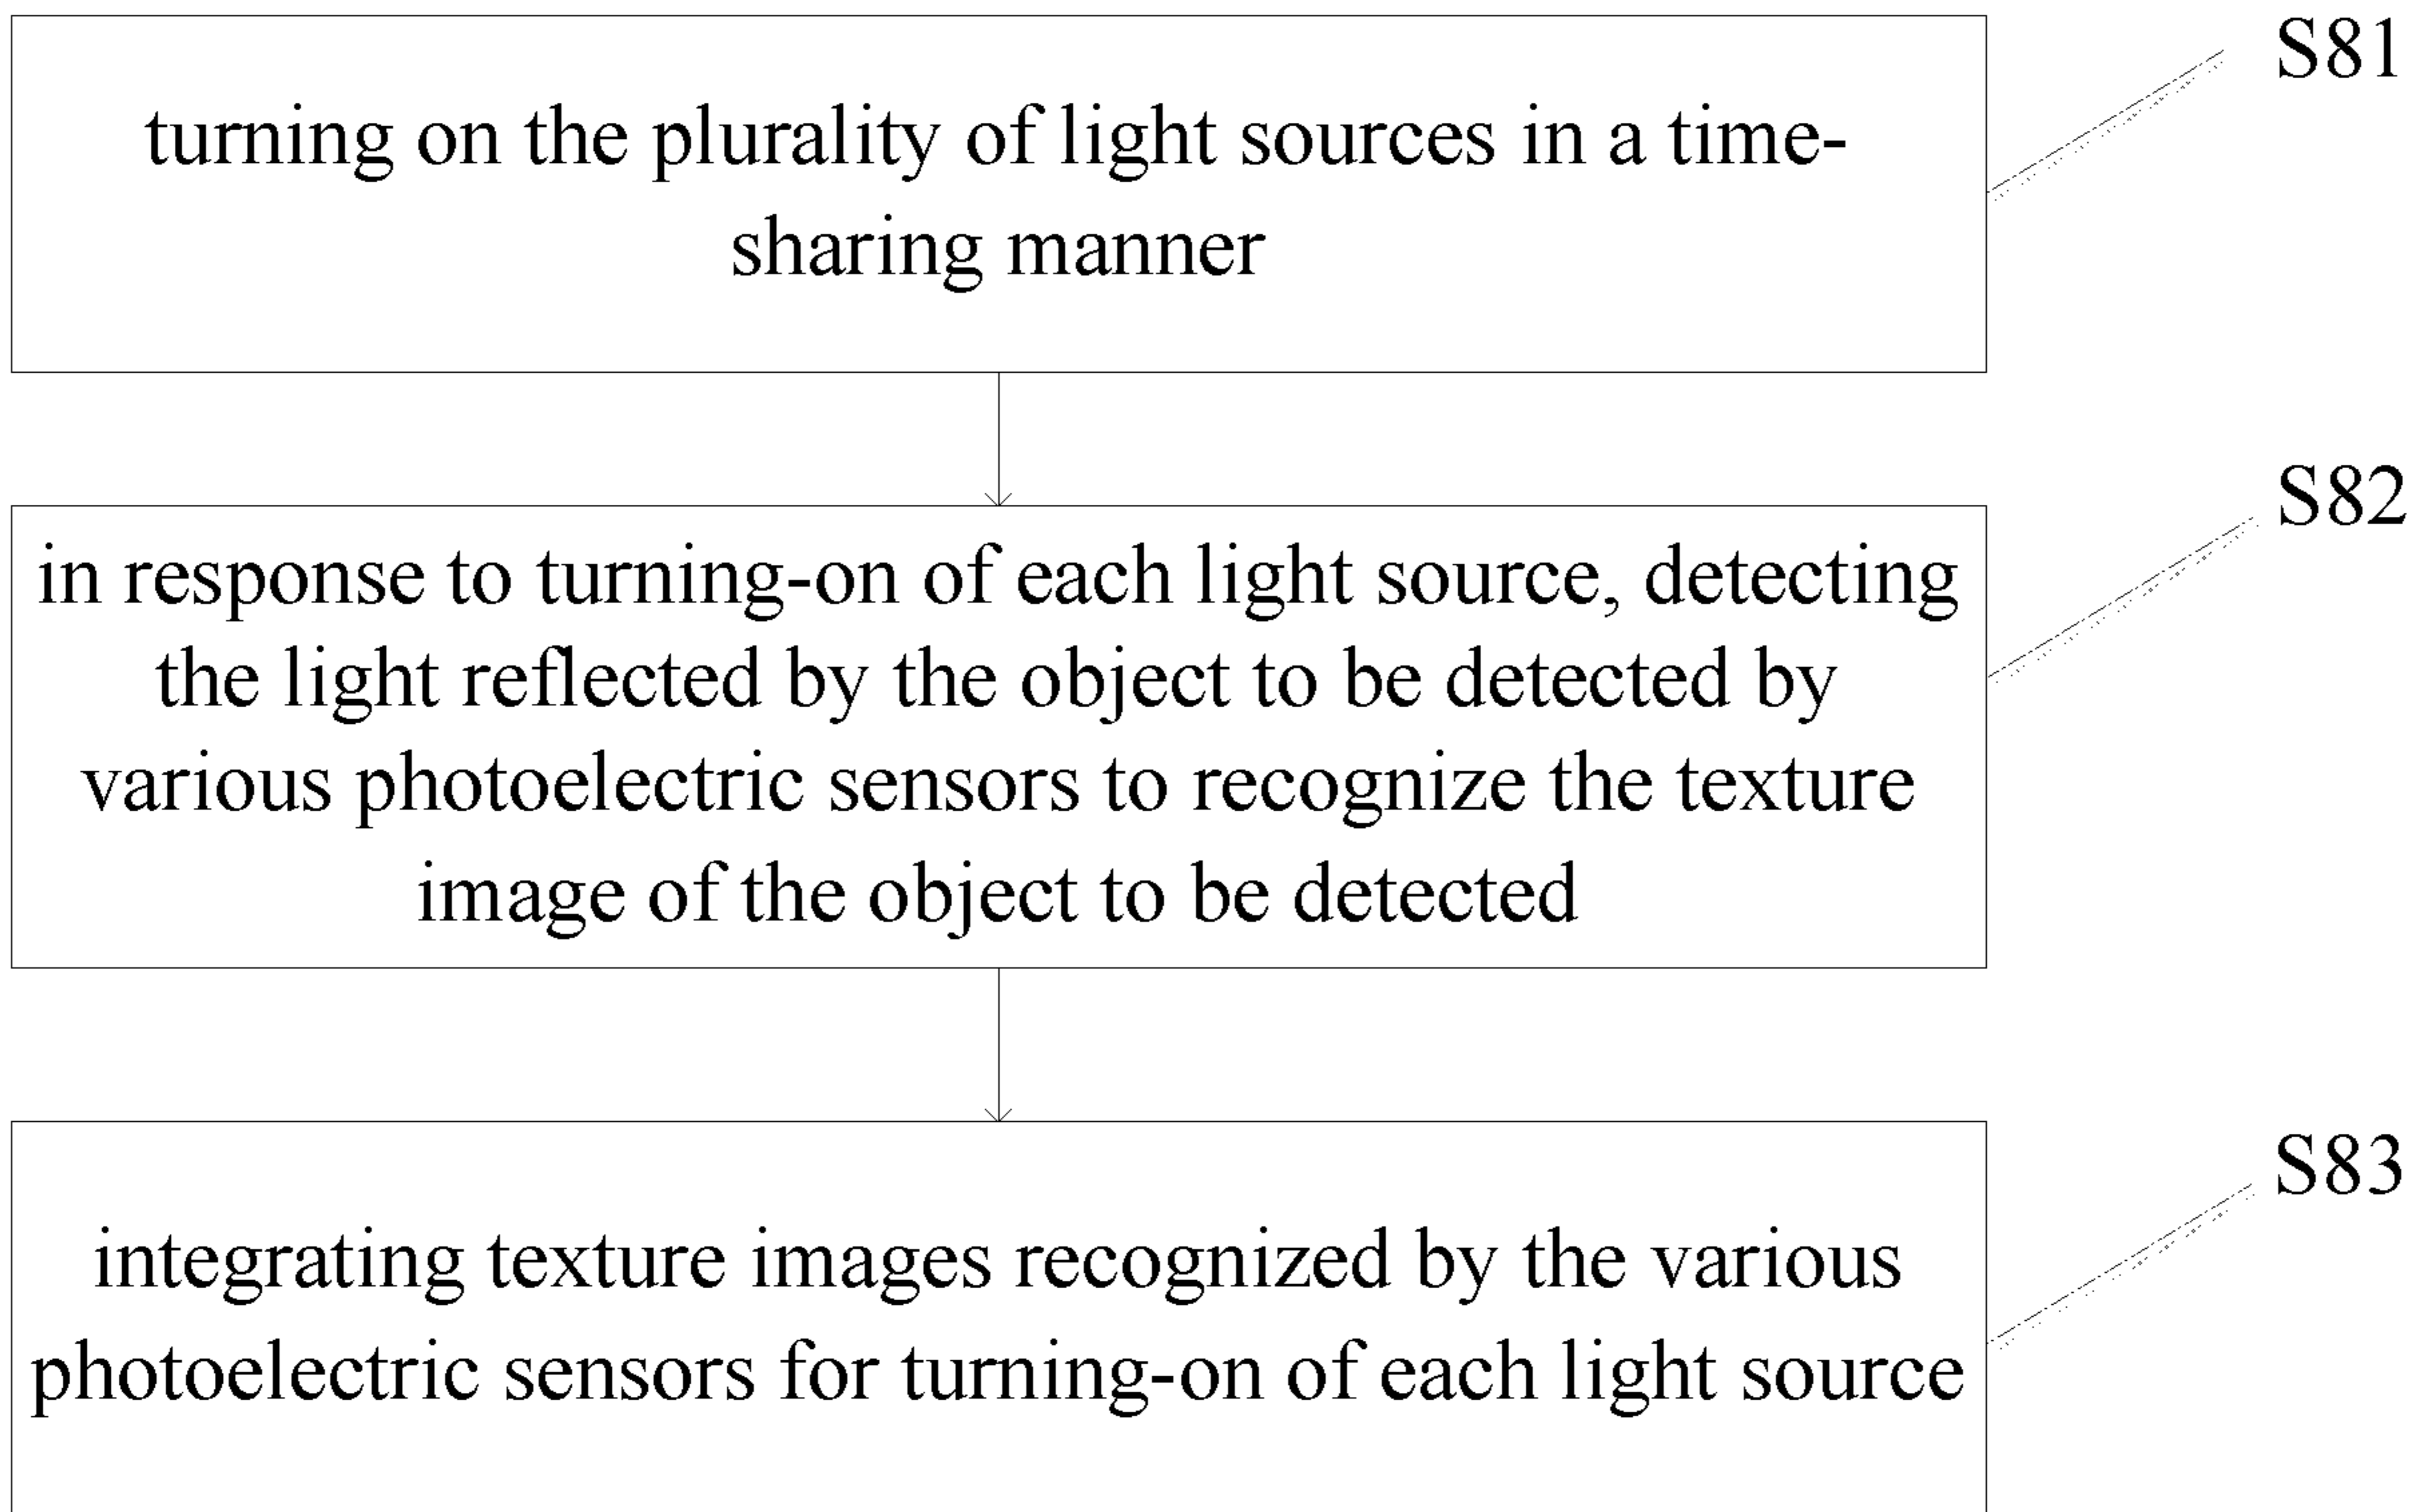 S81
turning on the plurality of light sources in a time-
sharing manner
S82
in response to turning-on of each light source, detecting
the light reflected by the object to be detected by
various photoelectric sensors to recognize the texture
image of the object to be detected
S83
integrating texture images recognized by the various
photoelectric sensors for turning-on of each light source